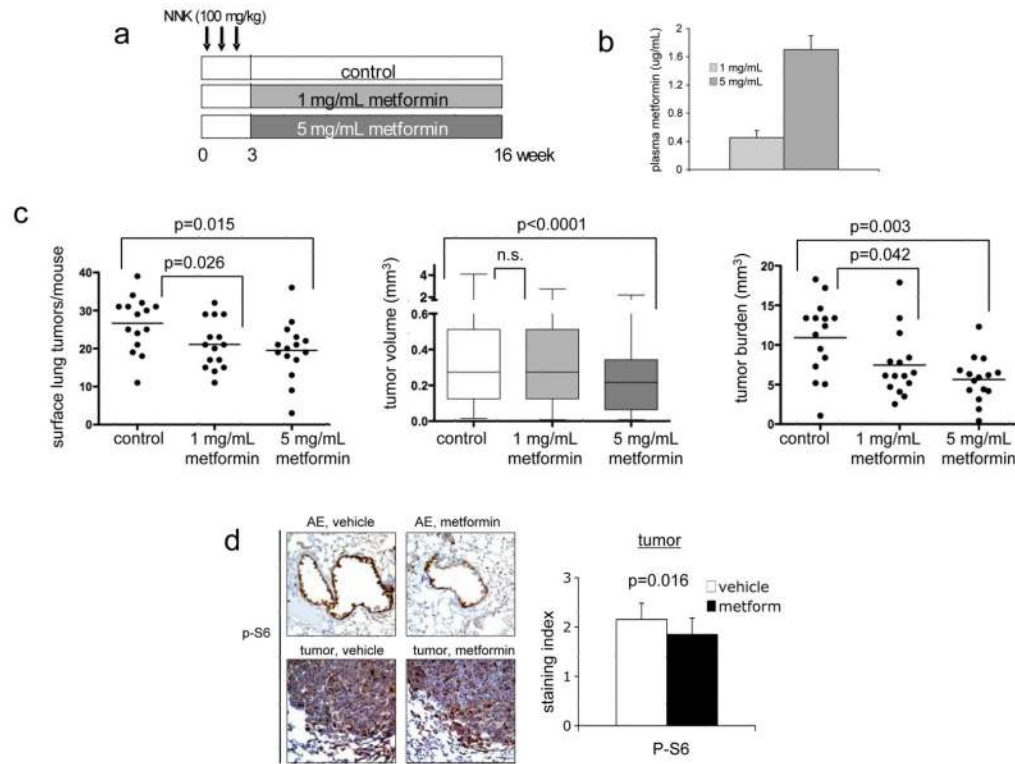 a
NNK (100 mg/kg)
control
1 mg/mL metformin
5 mg/mL metformin
0 3 16 week
b
plasma metformin (ug/mL)
2
1.6
1.2
0.8
0.4
0
1 mg/mL
5 mg/mL
c
p=0.015
p=0.026
surface lung tumors/mouse
40
30
20
10
0
control 1 mg/mL 5 mg/mL
metformin metformin
p<0.0001
n.s.
tumor volume (mm³)
4
2
0.6
0.4
0.2
0.0
control 1 mg/mL 5 mg/mL
metformin metformin
p=0.003
p=0.042
tumor burden (mm³)
20
15
10
5
0
control 1 mg/mL 5 mg/mL
metformin metformin
d
AE, vehicle AE, metformin
p-S6
tumor, vehicle tumor, metformin
tumor
p=0.016
vehicle
metform
staining index
3
2
1
0
P-S6